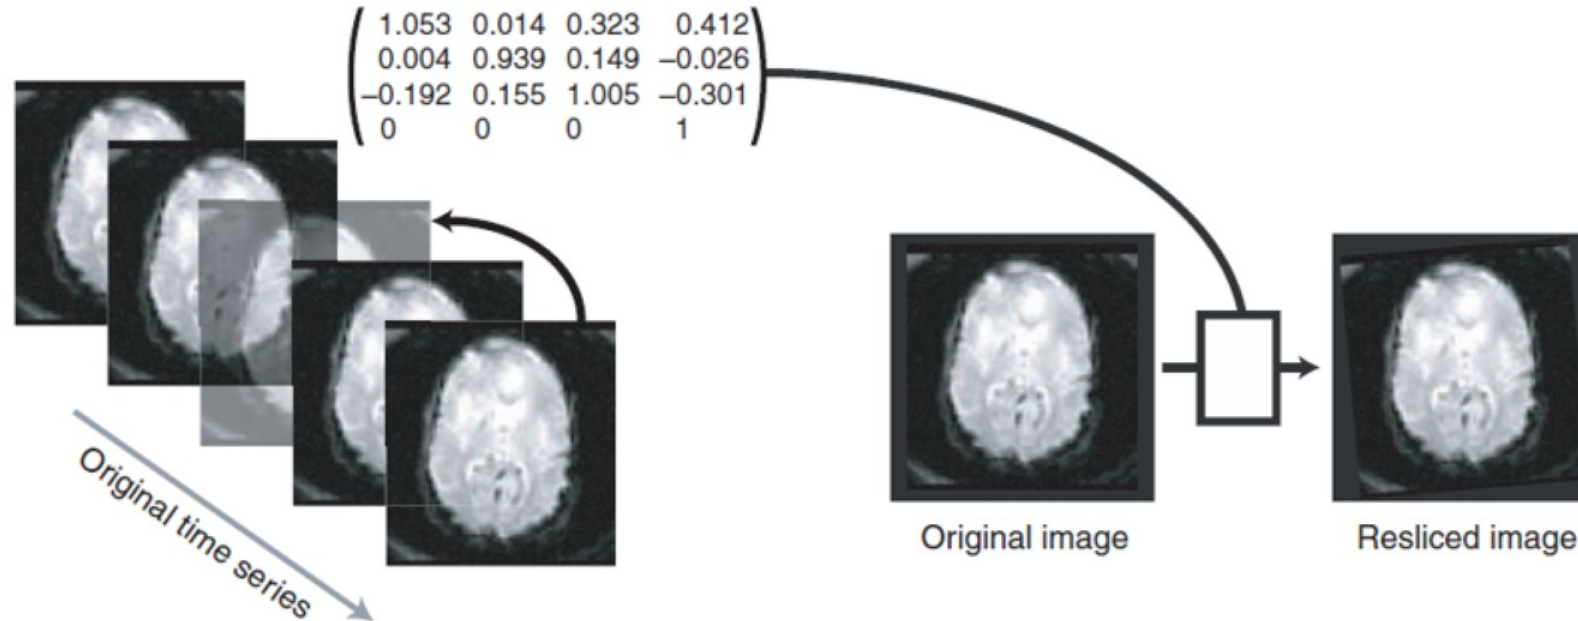 1.053 0.014 0.323 0.412
0.004 0.939 0.149 –0.026
–0.192 0.155 1.005 –0.301
0 0 0 1
Original time series
Original image
Resliced image